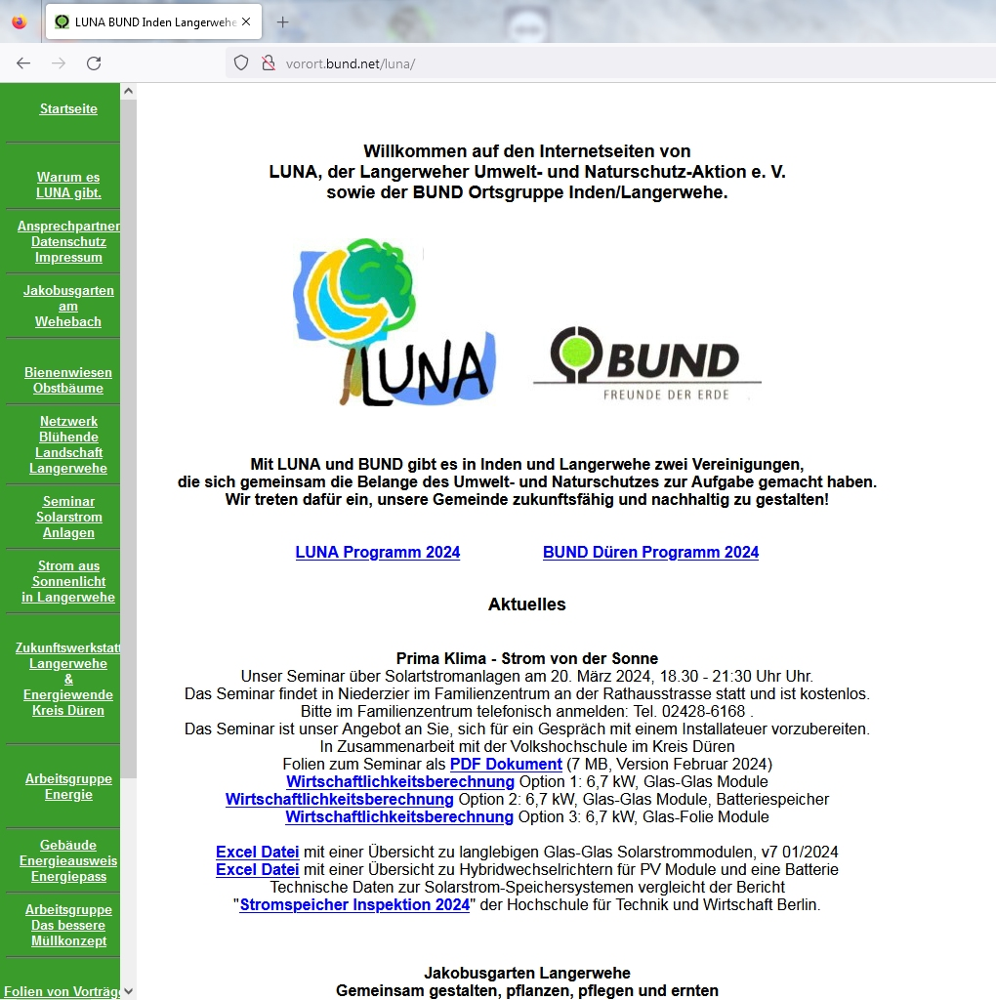 LUNA BUND Inden Langerwehe
vorort.bund.net/luna/
Startseite
Warum es
LUNA gibt.
Ansprechpartner
Datenschutz
Impressum
Jakobusgarten
am
Wehebach
Bienenwiesen
Obstbäume
Netzwerk
Blühende
Landschaft
Langerwehe
Seminar
Solarstrom
Anlagen
Strom aus
Sonnenlicht
in Langerwehe
Zukunftswerkstatt
Langerwehe
&
Energiewende
Kreis Düren
Arbeitsgruppe
Energie
Gebäude
Energieausweis
Energiepass
Arbeitsgruppe
Das bessere
Müllkonzept
Folien von Vorträge
Willkommen auf den Internetseiten von
LUNA, der Langerweher Umwelt- und Naturschutz-Aktion e. V.
sowie der BUND Ortsgruppe Inden/Langerwehe.
LUNA
BUND
FREUNDE DER ERDE
Mit LUNA und BUND gibt es in Inden und Langerwehe zwei Vereinigungen,
die sich gemeinsam die Belange des Umwelt- und Naturschutzes zur Aufgabe gemacht haben.
Wir treten dafür ein, unsere Gemeinde zukunftsfähig und nachhaltig zu gestalten!
LUNA Programm 2024 BUND Düren Programm 2024
Aktuelles
Prima Klima - Strom von der Sonne
Unser Seminar über Solartstromanlagen am 20. März 2024, 18.30 - 21:30 Uhr Uhr.
Das Seminar findet in Niederzier im Familienzentrum an der Rathausstrasse statt und ist kostenlos.
Bitte im Familienzentrum telefonisch anmelden: Tel. 02428-6168 .
Das Seminar ist unser Angebot an Sie, sich für ein Gespräch mit einem Installateuer vorzubereiten.
In Zusammenarbeit mit der Volkshochschule im Kreis Düren
Folien zum Seminar als PDF Dokument (7 MB, Version Februar 2024)
Wirtschaftlichkeitsberechnung Option 1: 6,7 kW, Glas-Glas Module
Wirtschaftlichkeitsberechnung Option 2: 6,7 kW, Glas-Glas Module, Batteriespeicher
Wirtschaftlichkeitsberechnung Option 3: 6,7 kW, Glas-Folie Module
Excel Datei mit einer Übersicht zu langlebigen Glas-Glas Solarstrommodulen, v7 01/2024
Excel Datei mit einer Übersicht zu Hybridwechselrichtern für PV Module und eine Batterie
Technische Daten zur Solarstrom-Speichersystemen vergleicht der Bericht
"Stromspeicher Inspektion 2024" der Hochschule für Technik und Wirtschaft Berlin.
Jakobusgarten Langerwehe
Gemeinsam gestalten, pflanzen, pflegen und ernten